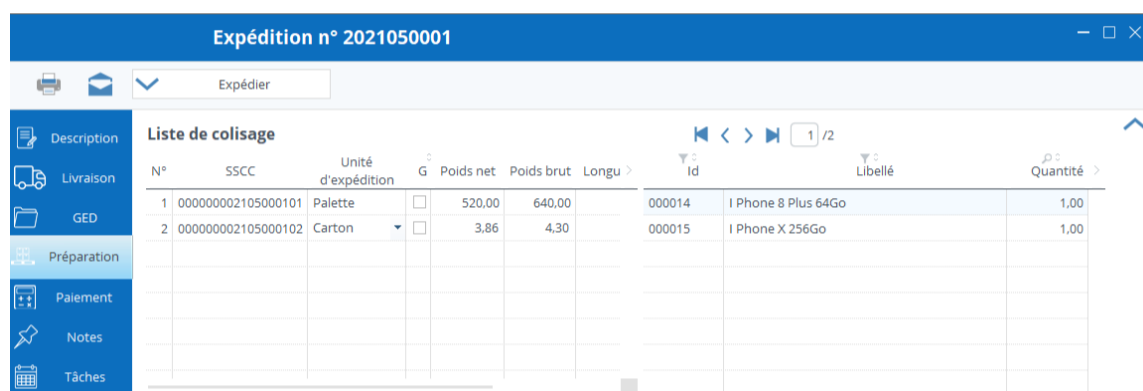 Expédition n° 2021050001
Expédier
Description
Livraison
GED
Préparation
Paiement
Notes
Tâches
Liste de colisage
1 /2
N° SSCC Unité d'expédition G Poids net Poids brut Longu
1 000000002105000101 Palette 520,00 640,00
2 000000002105000102 Carton 3,86 4,30
Id Libellé Quantité
000014 I Phone 8 Plus 64Go 1,00
000015 I Phone X 256Go 1,00